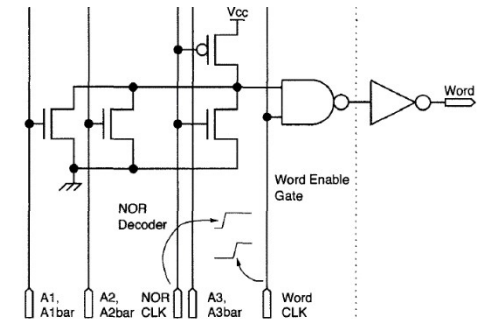 Vcc
Word
Word Enable
Gate
NOR
Decoder
A1,
A1bar
A2,
A2bar
NOR
CLK
A3,
A3bar
Word
CLK